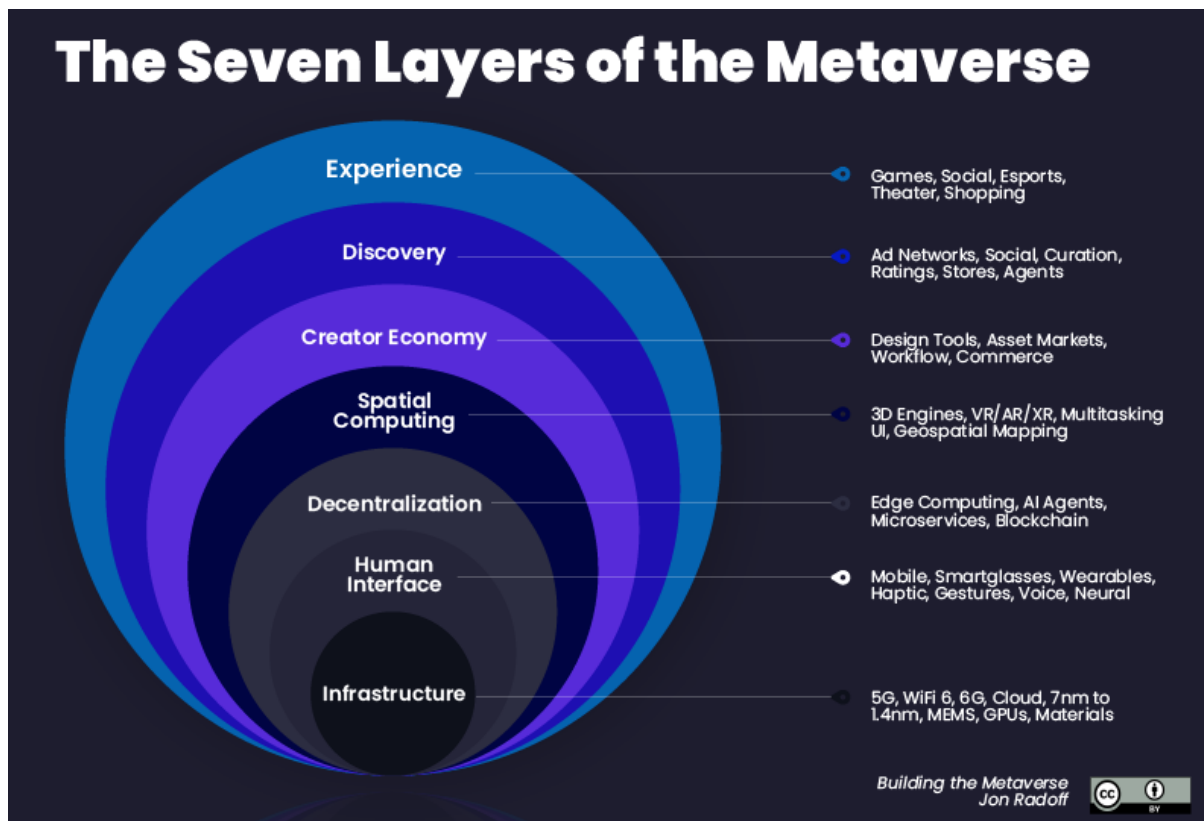 The Seven Layers of the Metaverse
Experience
Games, Social, Esports,
Theater, Shopping
Discovery
Ad Networks, Social, Curation,
Ratings, Stores, Agents
Creator Economy
Design Tools, Asset Markets,
Workflow, Commerce
Spatial
Computing
3D Engines, VR/AR/XR, Multitasking
UI, Geospatial Mapping
Decentralization
Edge Computing, AI Agents,
Microservices, Blockchain
Human
Interface
Mobile, Smartglasses, Wearables,
Haptic, Gestures, Voice, Neural
Infrastructure
5G, WiFi 6, 6G, Cloud, 7nm to
1.4nm, MEMS, GPUs, Materials
Building the Metaverse
Jon Radoff
cc
BY